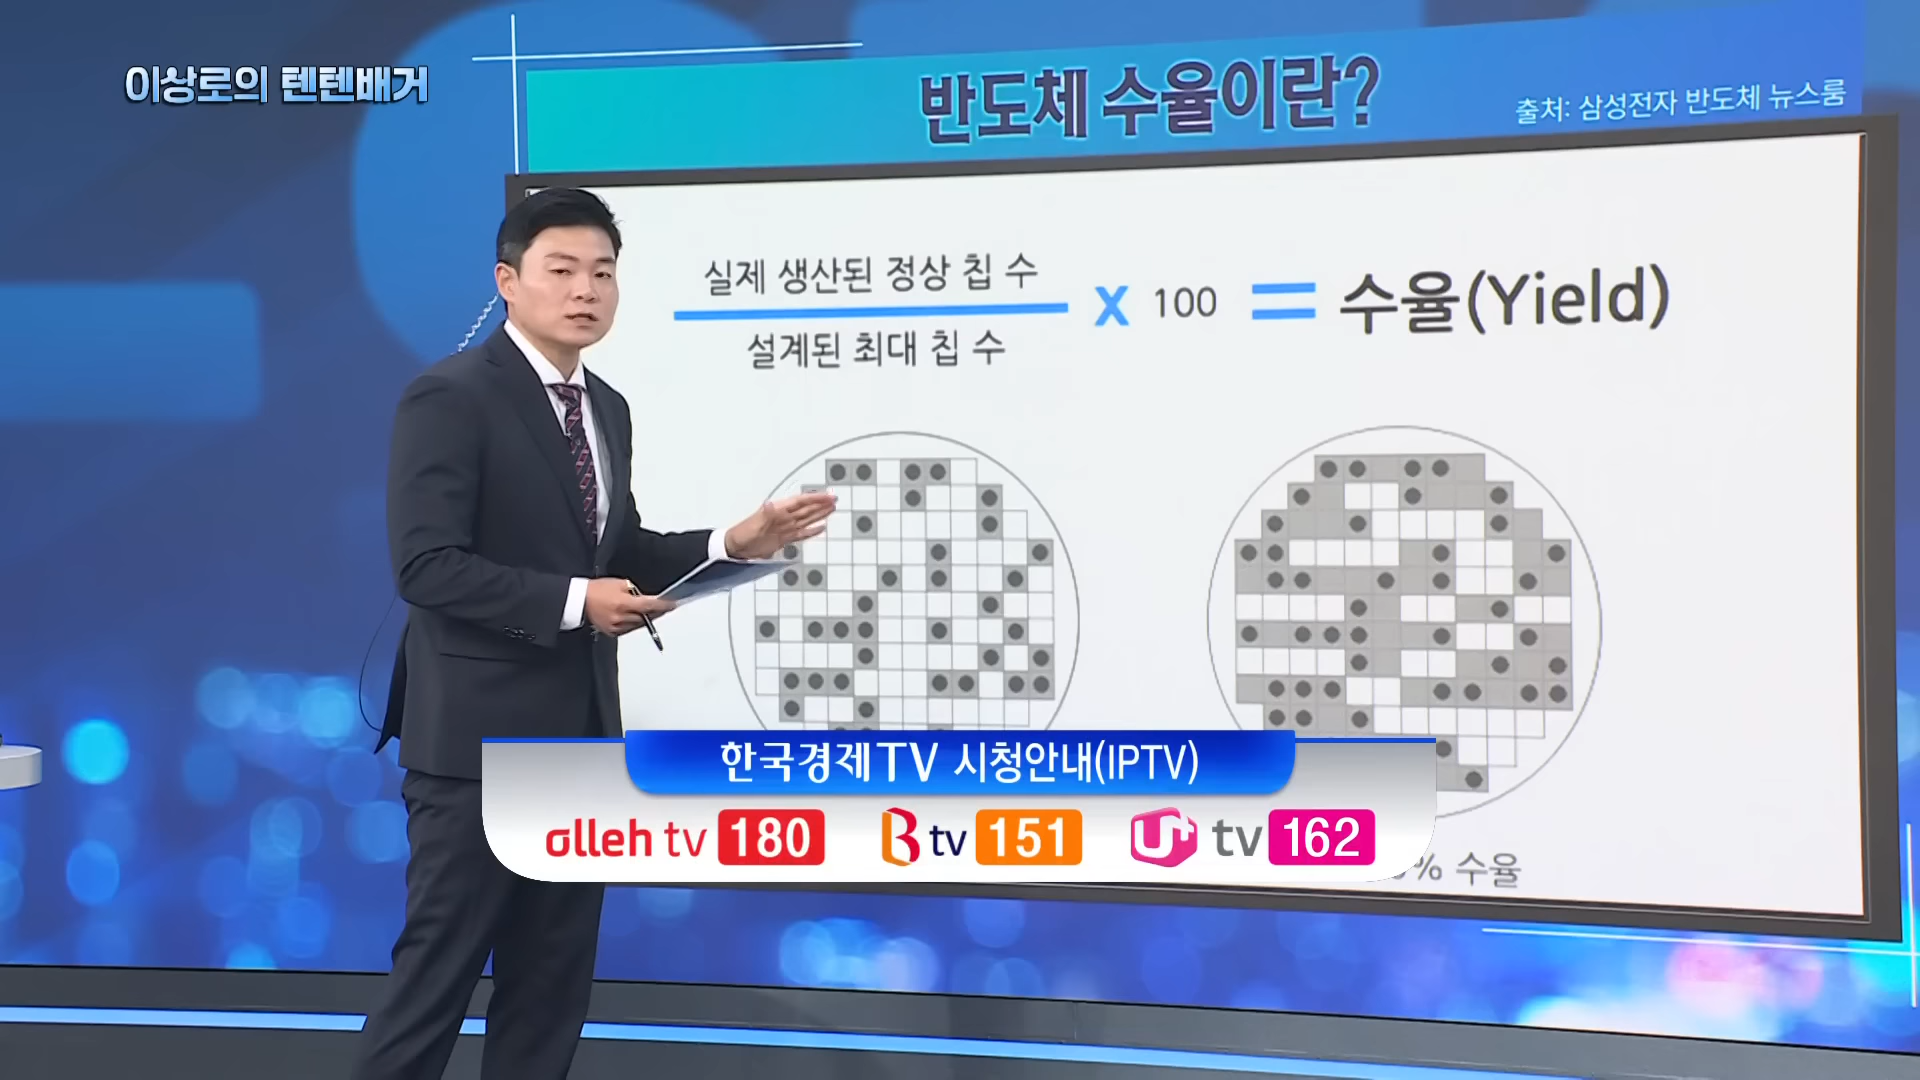 이상로의 텐텐배거
반도체 수율이란?
출처: 삼성전자 반도체 뉴스룸
실제 생산된 정상 칩 수
설계된 최대 칩 수
X 100 = 수율(Yield)
한국경제TV 시청안내(IPTV)
olleh tv 180
B tv 151
U+ tv 162
% 수율